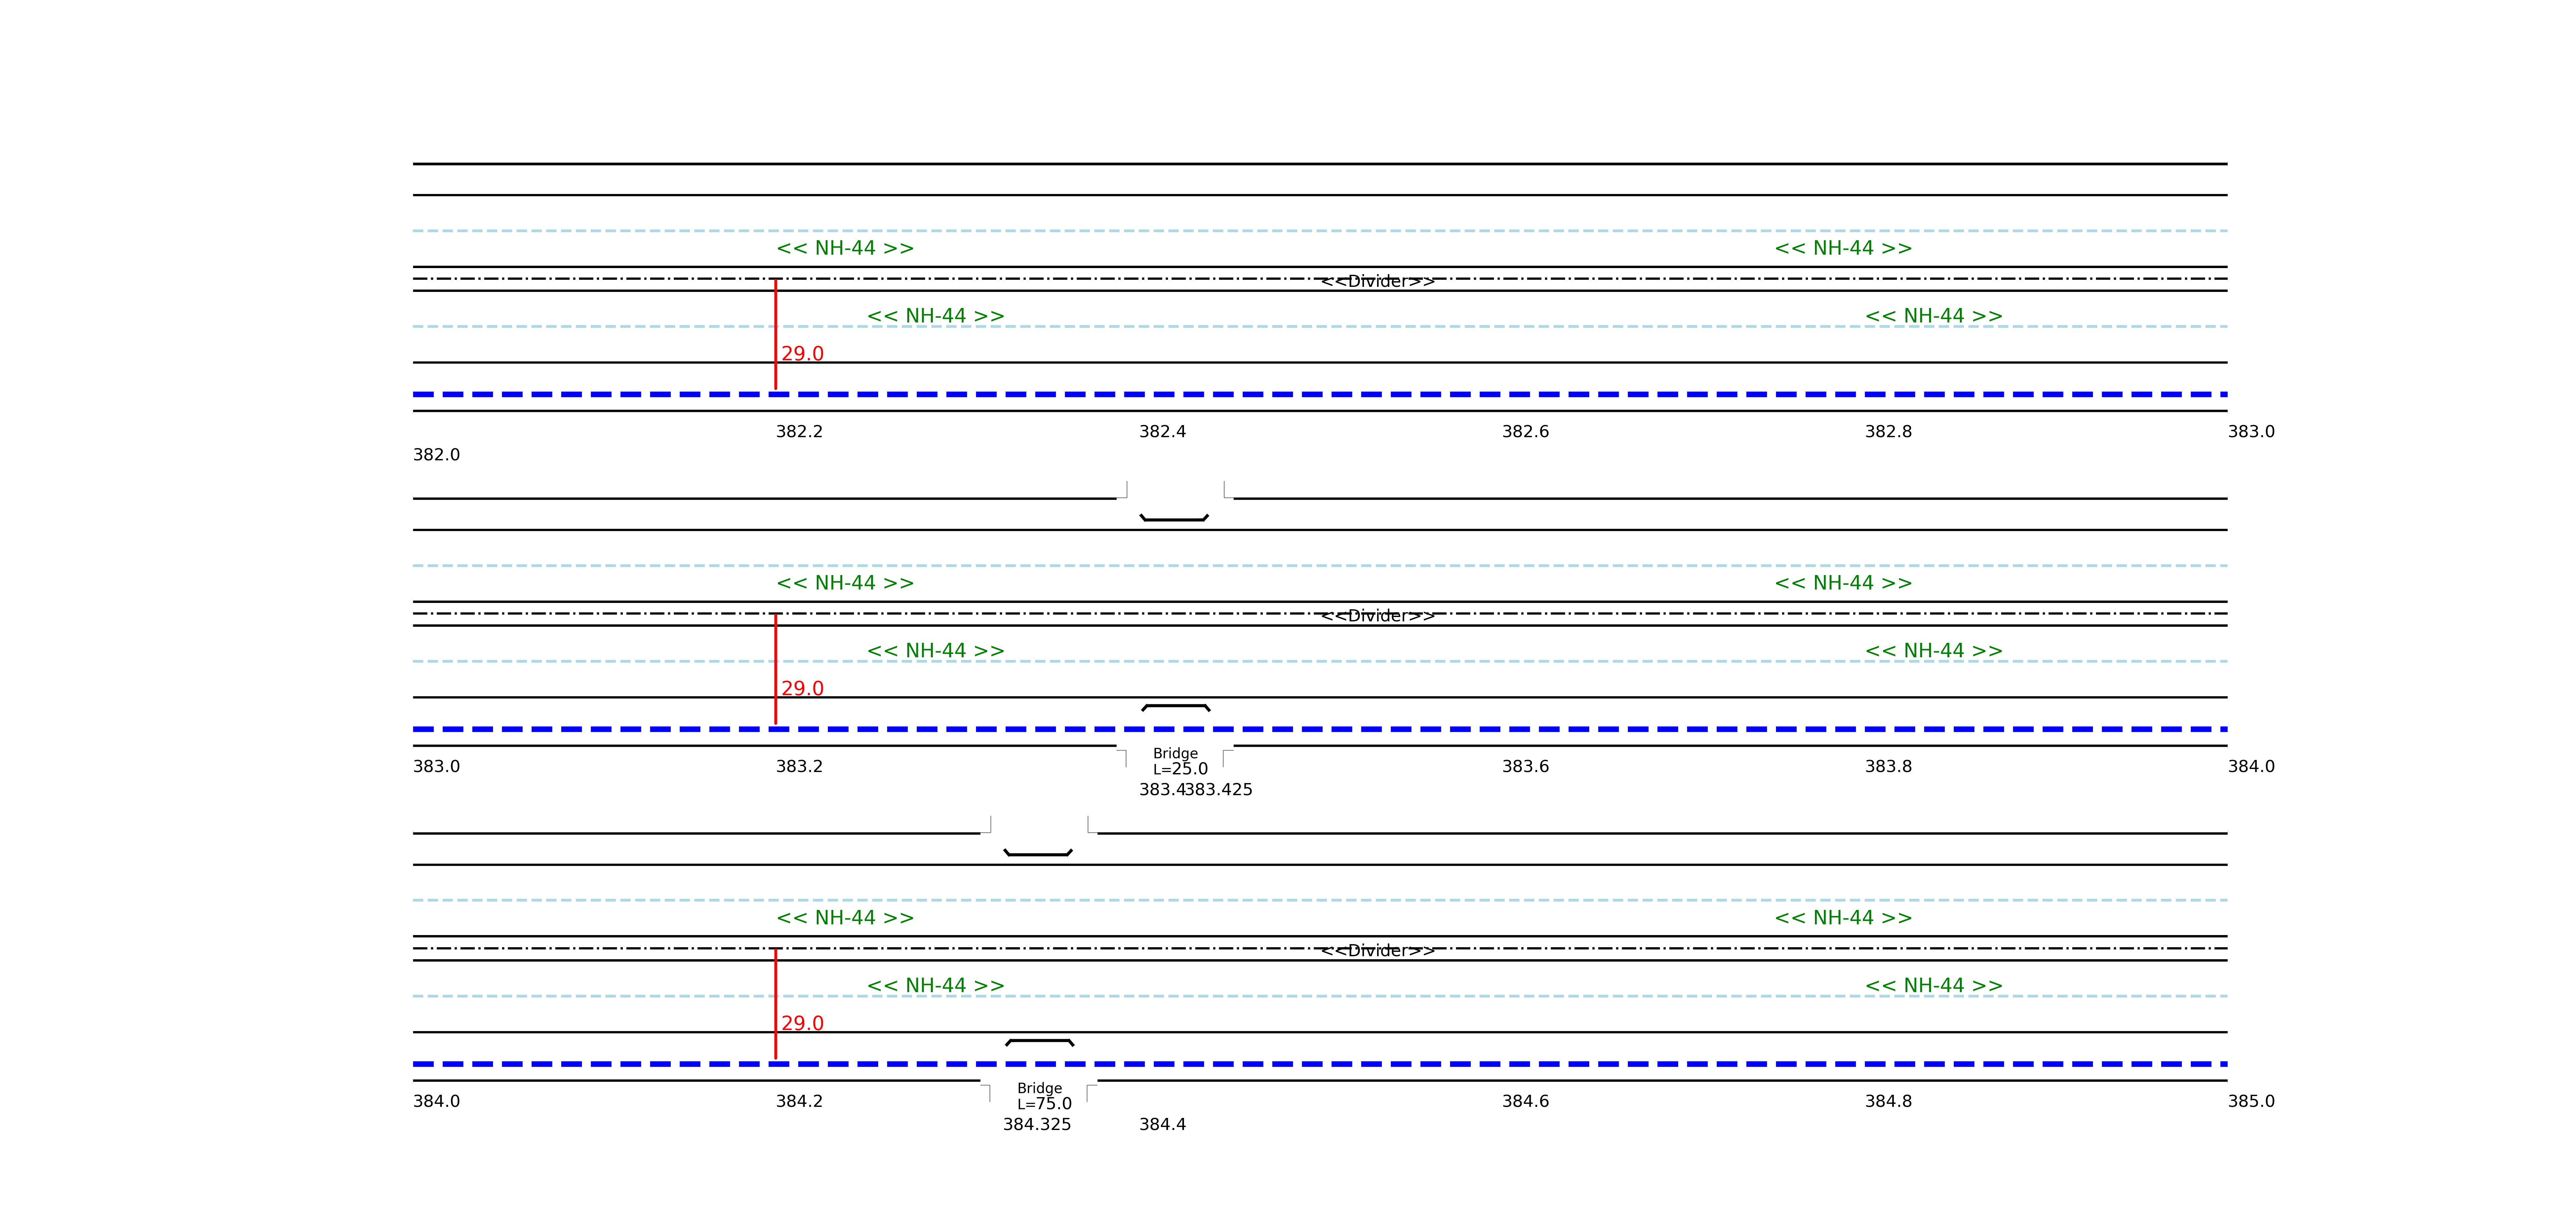 << NH-44 >> << NH-44 >>
<<Divider>>
<< NH-44 >> << NH-44 >>
29.0
382.2 382.4 382.6 382.8 383.0
382.0
<< NH-44 >> << NH-44 >>
<<Divider>>
<< NH-44 >> << NH-44 >>
29.0
Bridge
383.0 383.2 L=25.0 383.6 383.8 384.0
383.4 383.425
<< NH-44 >> << NH-44 >>
<<Divider>>
<< NH-44 >> << NH-44 >>
29.0
Bridge
384.0 384.2 L=75.0 384.6 384.8 385.0
384.325 384.4